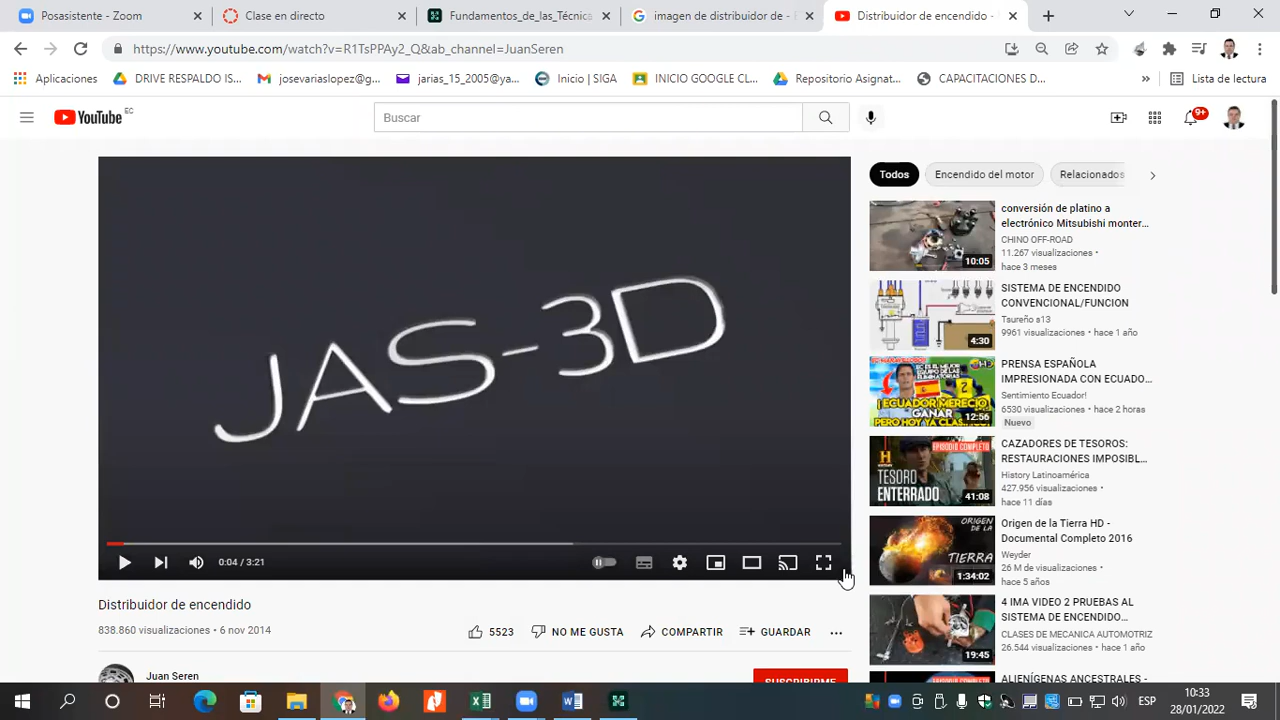 Posasistente - Zoom
Clase en directo
Fundamentos_de_las_Técnica
imagen de distribuidor de -
Distribuidor de encendido -
https://www.youtube.com/watch?v=R1TsPPAy2_Q&ab_channel=JuanSeren
Aplicaciones
DRIVE RESPALDO IS...
josevariaslopez@g...
jarias_15_2005@ya...
Inicio | SIGA
INICIO GOOGLE CL...
Repositorio Asignat...
CAPACITACIONES D...
»
Lista de lectura
YouTube EC
Buscar
9+
JAS-3D
0:04 / 3:21
Distribuidor de encendido
838.860 visualizaciones • 6 nov 2014
5523
NO ME GUSTA
COMPARTIR
GUARDAR
Juan Seren
SUSCRIBIRME
Todos
Encendido del motor
Relacionados
10:05
conversión de platino a
electrónico Mitsubishi monter...
CHINO OFF-ROAD
11.267 visualizaciones •
hace 3 meses
4:30
SISTEMA DE ENCENDIDO
CONVENCIONAL/FUNCION
Tsureño s13
9961 visualizaciones • hace 1 año
¡ECUADOR MERECIO
GANAR
12:56
PRENSA ESPAÑOLA
IMPRESIONADA CON ECUADO...
Sentimiento Ecuador!
6530 visualizaciones • hace 2 horas
Nuevo
EPISODIO COMPLETO
H
TESORO
ENTERRADO
41:08
CAZADORES DE TESOROS:
RESTAURACIONES IMPOSIBL...
History Latinoamérica
427.956 visualizaciones •
hace 11 días
ORIGEN
DE LA
TIERRA
1:34:02
Origen de la Tierra HD -
Documental Completo 2016
Weyder
26 M de visualizaciones •
hace 5 años
19:45
4 IMA VIDEO 2 PRUEBAS AL
SISTEMA DE ENCENDIDO...
CLASES DE MECANICA AUTOMOTRIZ
26.544 visualizaciones • hace 1 año
ALIENÍGENAS ANCESTRALES -
ESP
10:33
28/01/2022